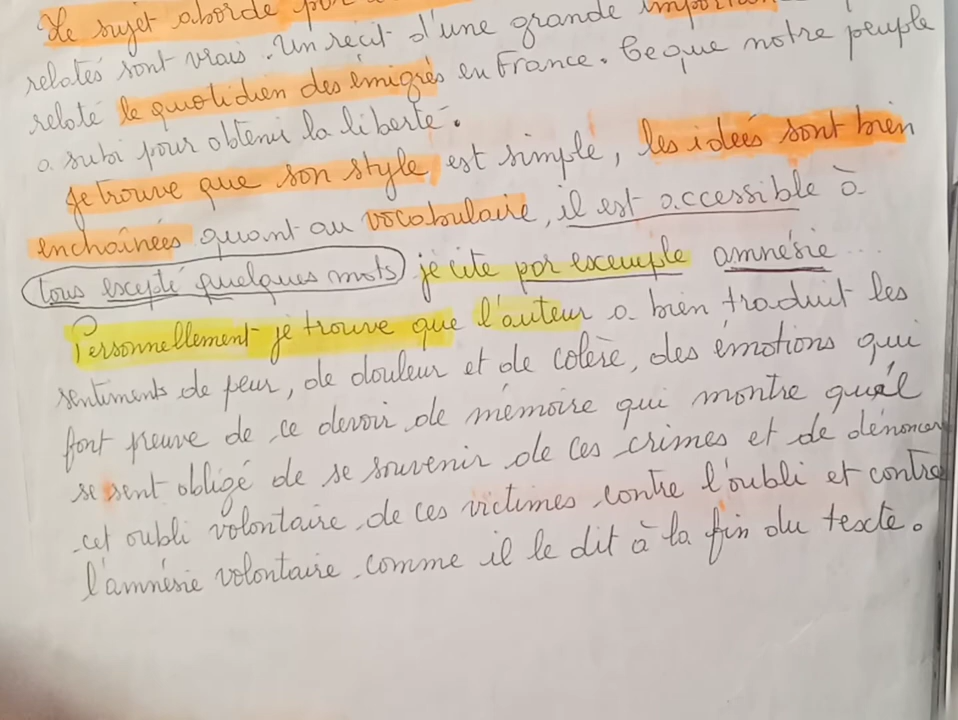 Le sujet aborde
relatés sont vrais. Un récit d'une grande
relaté le quotidien des émigrés en France. Ce que notre peuple
a subi pour obtenir la liberté.
Je trouve que son style est simple, les idées sont bien
enchaînées quant au vocabulaire, il est accessible à
tous excepté quelques mots je cite par exemple amnésie ...
Personnellement je trouve que l'auteur a bien traduit les
sentiments de peur, de douleur et de colère, des émotions qui
font preuve de ce devoir de mémoire qui montre qu'il
se sent obligé de se souvenir de ces crimes et de dénoncer
cet oubli volontaire de ces victimes contre l'oubli et contre
l'amnésie volontaire comme il le dit à la fin du texte.